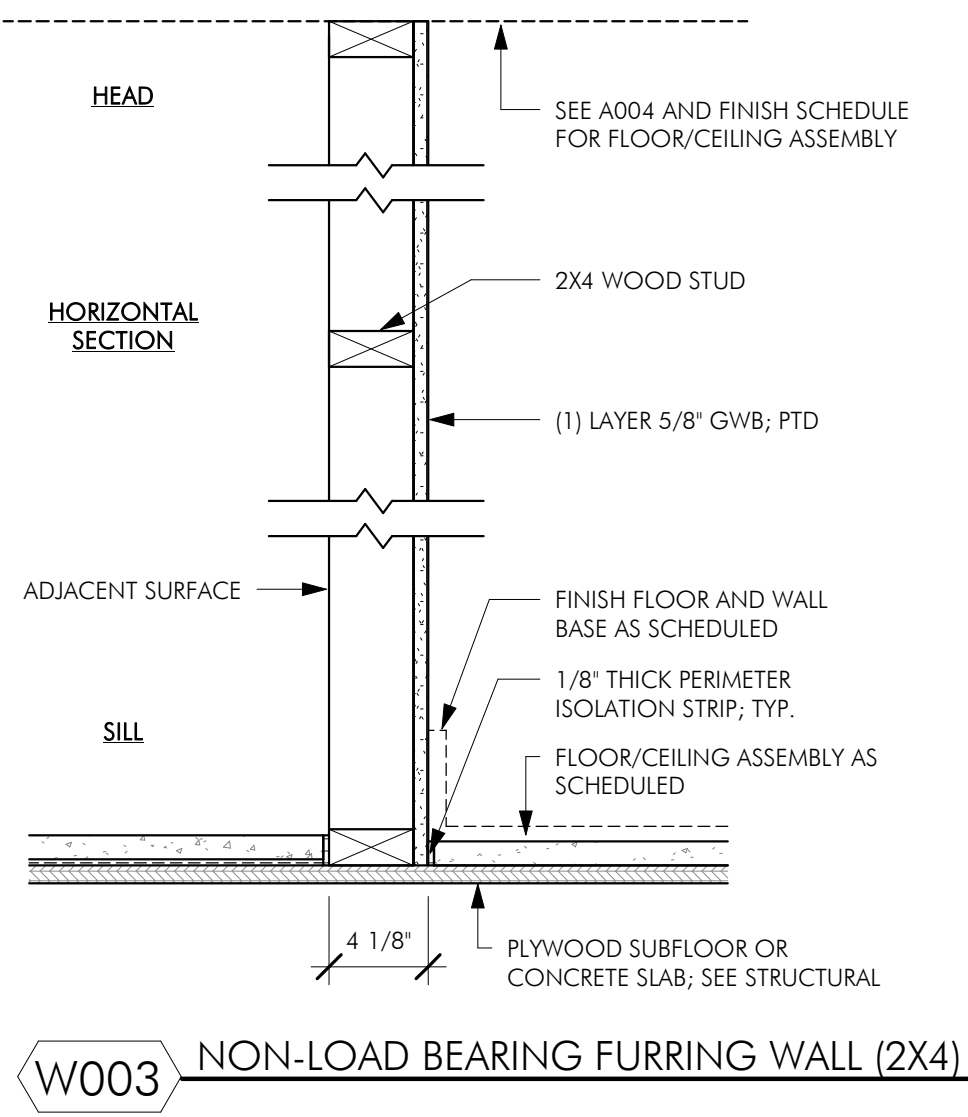 HEAD
SEE A004 AND FINISH SCHEDULE
FOR FLOOR/CEILING ASSEMBLY
2X4 WOOD STUD
HORIZONTAL
SECTION
(1) LAYER 5/8" GWB; PTD
ADJACENT SURFACE
FINISH FLOOR AND WALL
BASE AS SCHEDULED
1/8" THICK PERIMETER
ISOLATION STRIP; TYP.
SILL
FLOOR/CEILING ASSEMBLY AS
SCHEDULED
4 1/8"
PLYWOOD SUBFLOOR OR
CONCRETE SLAB; SEE STRUCTURAL
W003
NON-LOAD BEARING FURRING WALL (2X4)